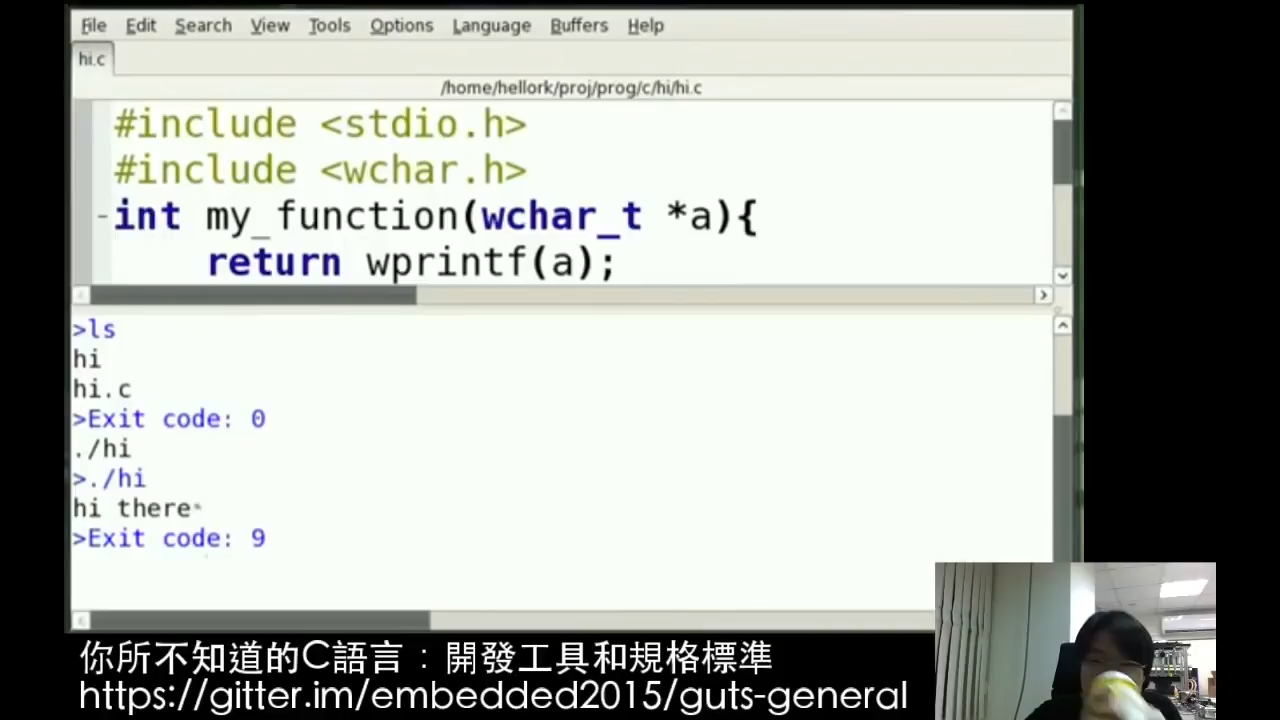 File Edit Search View Tools Options Language Buffers Help
hi.c
/home/hellork/proj/prog/c/hi/hi.c
#include <stdio.h>
#include <wchar.h>
int my_function(wchar_t *a){
return wprintf(a);
>ls
hi
hi.c
>Exit code: 0
./hi
>./hi
hi there
>Exit code: 9
你所不知道的C語言：開發工具和規格標準
https://gitter.im/embedded2015/guts-general